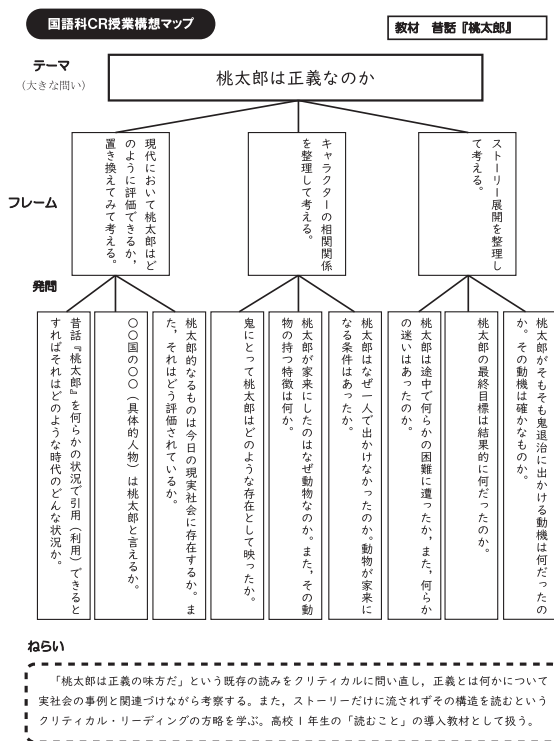 国語科CR授業構想マップ
教材　昔話『桃太郎』
テーマ
（大きな問い）
桃太郎は正義なのか
フレーム
ストーリー展開を整理し
て考える。
キャラクターの相関関係
を整理して考える。
現代において桃太郎はど
のように評価できるか，
置き換えてみて考える。
発問
桃太郎がそもそも鬼退治に出かける動機は何だったの
か。その動機は確かなものか。
桃太郎の最終目標は結果的に何だったのか。
桃太郎は途中で何らかの困難に遭ったか，また，何らか
の迷いはあったのか。
桃太郎はなぜ一人で出かけなかったのか。動物が家来に
なる条件はあったか。
桃太郎が家来にしたのはなぜ動物なのか。また，その動
物の持つ特徴は何か。
鬼にとって桃太郎はどのような存在として映ったか。
桃太郎的なるものは今日の現実社会に存在するか。ま
た，それはどう評価されているか。
〇〇国の〇〇（具体的人物）は桃太郎と言えるか。
昔話『桃太郎』を何らかの状況で引用（利用）できると
すればそれはどのような時代のどんな状況か。
ねらい
「桃太郎は正義の味方だ」という既存の読みをクリティカルに問い直し，正義とは何かについて
実社会の事例と関連づけながら考察する。また，ストーリーだけに流されずその構造を読むという
クリティカル・リーディングの方略を学ぶ。高校１年生の「読むこと」の導入教材として扱う。